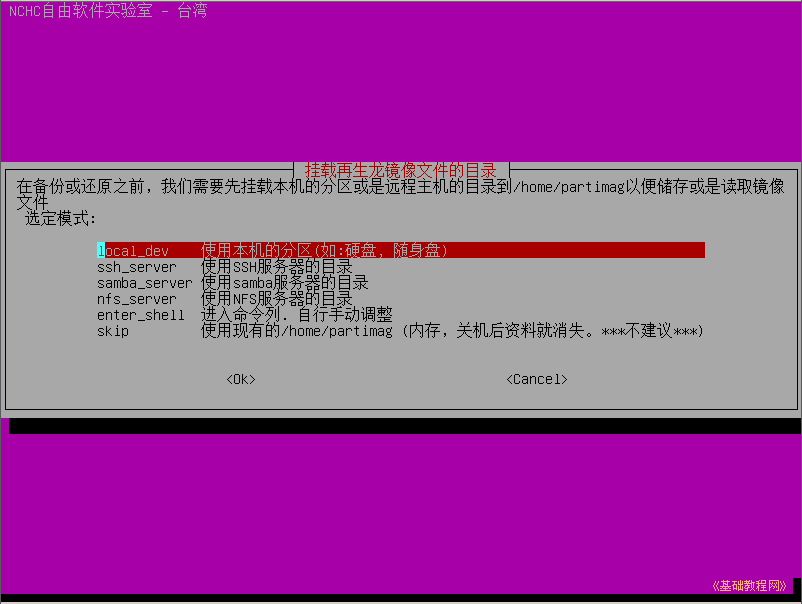 NCHC自由软件实验室 - 台湾
挂载再生龙镜像文件的目录
在备份或还原之前，我们需要先挂载本机的分区或是远程主机的目录到/home/partimag以便储存或是读取镜像
文件
选定模式:
local_dev 使用本机的分区(如:硬盘, 随身盘)
ssh_server 使用SSH服务器的目录
samba_server 使用samba服务器的目录
nfs_server 使用NFS服务器的目录
enter_shell 进入命令列. 自行手动调整
skip 使用现有的/home/partimag (内存，关机后资料就消失。***不建议***)
<Ok> <Cancel>
《基础教程网》